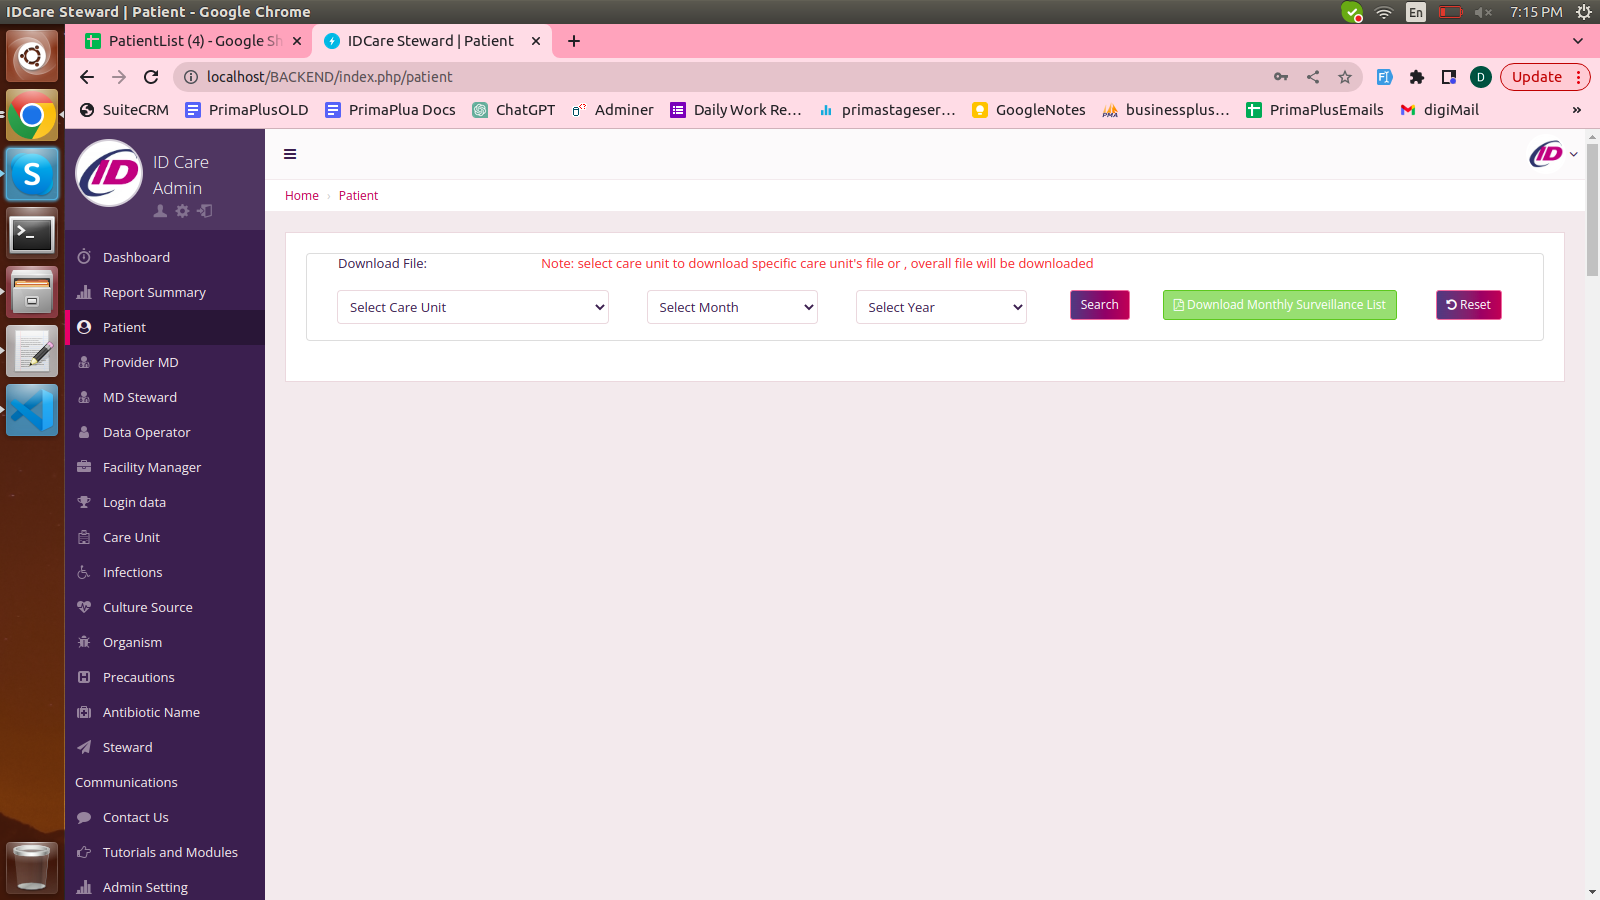 IDCare Steward | Patient - Google Chrome
En
7:15 PM
PatientList (4) - Google Sh
IDCare Steward | Patient
localhost/BACKEND/index.php/patient
D
Update
SuiteCRM
PrimaPlusOLD
PrimaPlua Docs
ChatGPT
Adminer
Daily Work Re...
primastageser...
GoogleNotes
PMA
businessplus...
PrimaPlusEmails
digiMail
»
ID
ID Care
Admin
ID
Home
Patient
Dashboard
Report Summary
Patient
Provider MD
MD Steward
Data Operator
Facility Manager
Login data
Care Unit
Infections
Culture Source
Organism
Precautions
Antibiotic Name
Steward
Communications
Contact Us
Tutorials and Modules
Admin Setting
Download File:
Note: select care unit to download specific care unit's file or , overall file will be downloaded
Select Care Unit
Select Month
Select Year
Search
Download Monthly Surveillance List
Reset